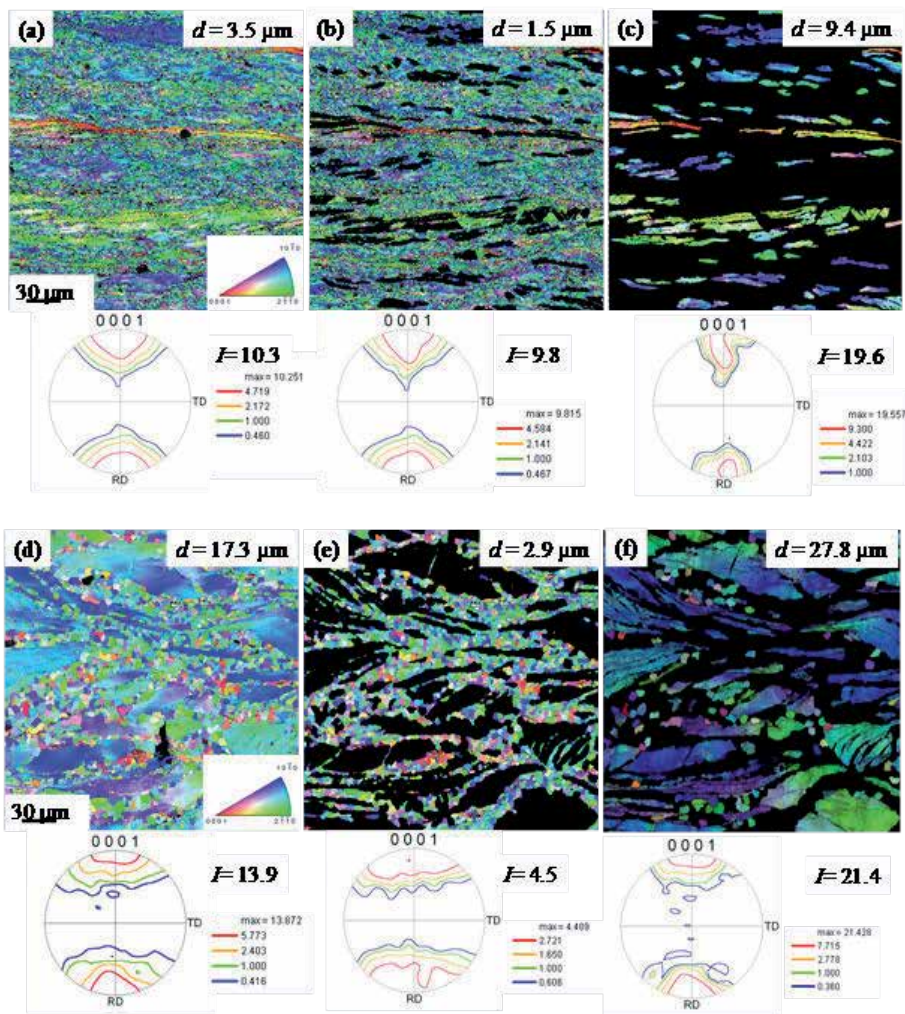 (a) d = 3.5 μm
(b) d = 1.5 μm
(c) d = 9.4 μm
10-10
0001 2110
30 μm
0 0 0 1
I=10.3
max = 10.251
4.719
2.172
1.000
0.460
TD
RD
0 0 0 1
I=9.8
max = 9.815
4.584
2.141
1.000
0.467
TD
RD
0 0 0 1
I=19.6
max = 19.557
9.300
4.422
2.103
1.000
TD
RD
(d) d = 17.3 μm
(e) d = 2.9 μm
(f) d = 27.8 μm
10-10
0001 2110
30 μm
0 0 0 1
I=13.9
max = 13.872
5.773
2.403
1.000
0.416
TD
RD
0 0 0 1
I=4.5
max = 4.409
2.721
1.650
1.000
0.606
TD
RD
0 0 0 1
I=21.4
max = 21.428
7.715
2.778
1.000
0.360
TD
RD